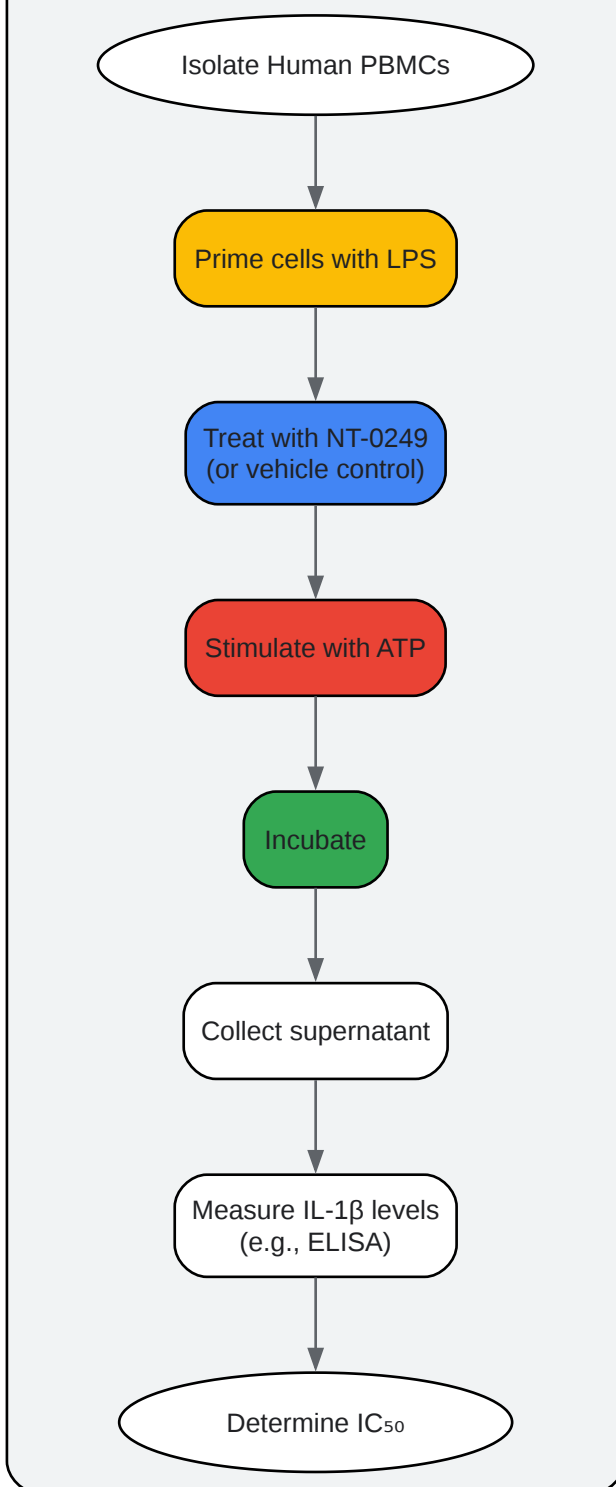 Isolate Human PBMCs
Prime cells with LPS
Treat with NT-0249
(or vehicle control)
Stimulate with ATP
Incubate
Collect supernatant
Measure IL-1β levels
(e.g., ELISA)
Determine IC₅₀